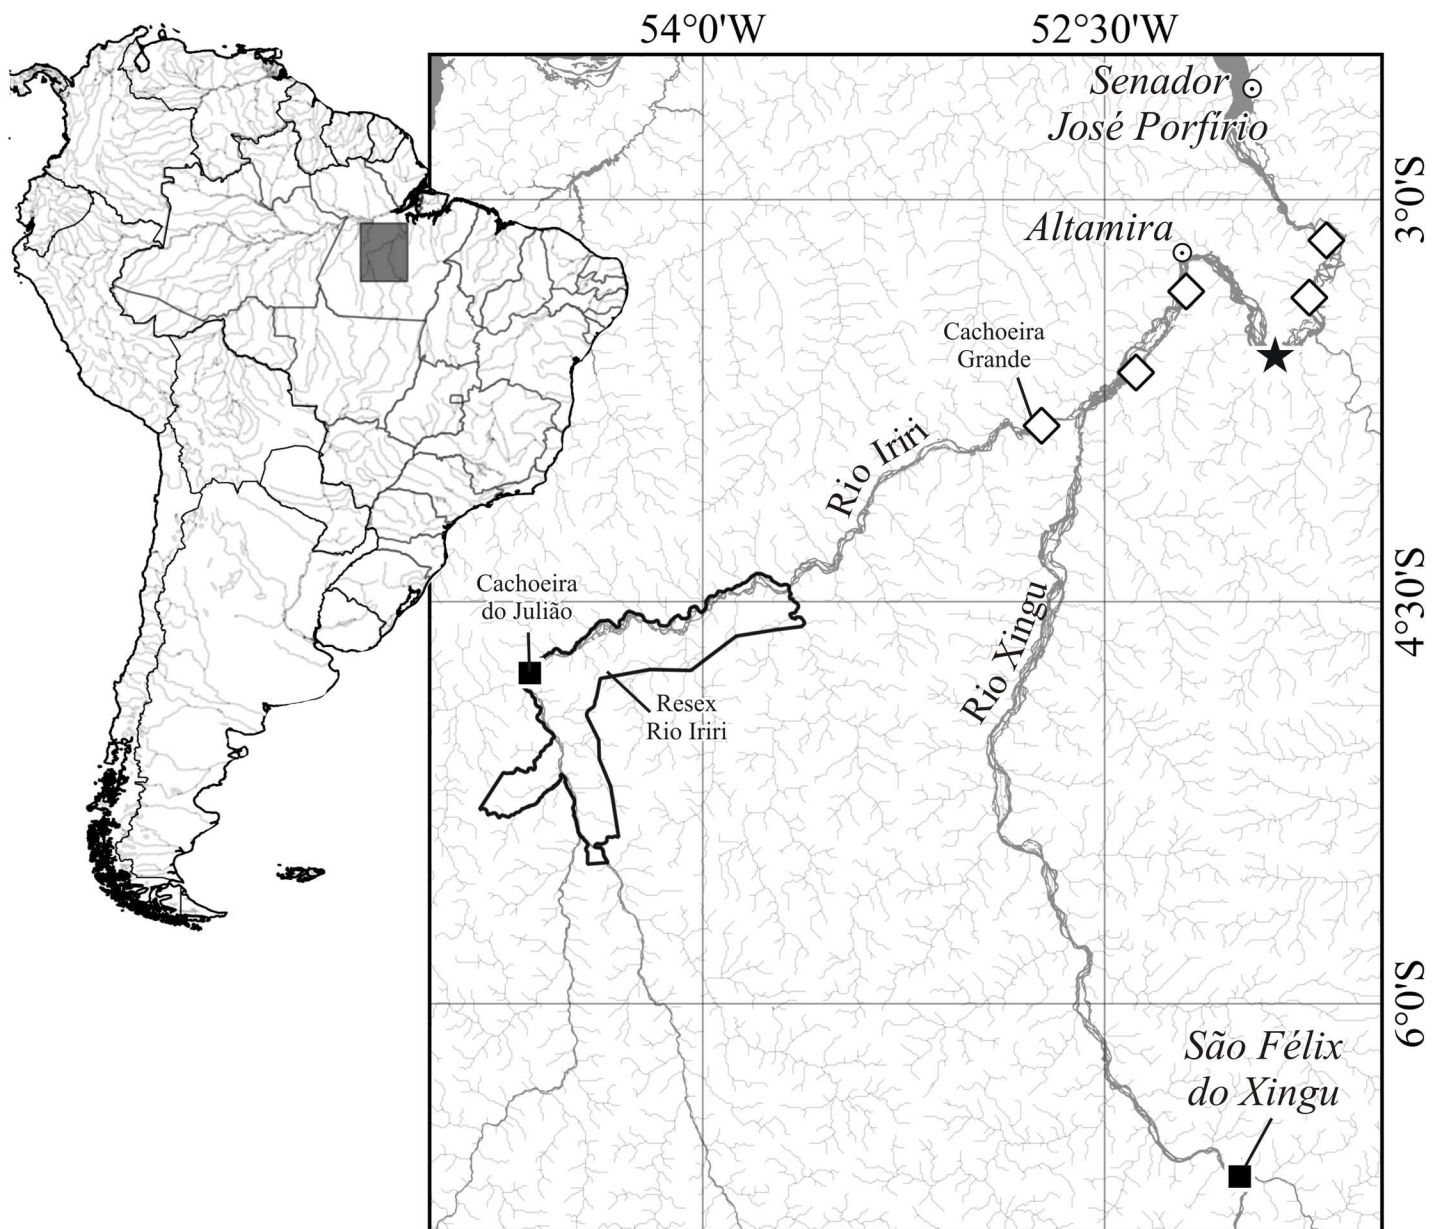 54°0'W
52°30'W
Senador
José Porfírio
3°0'S
Altamira
Cachoeira
Grande
Rio Iriri
Cachoeira
do Julião
4°30'S
Rio Xingu
Resex
Rio Iriri
6°0'S
São Félix
do Xingu